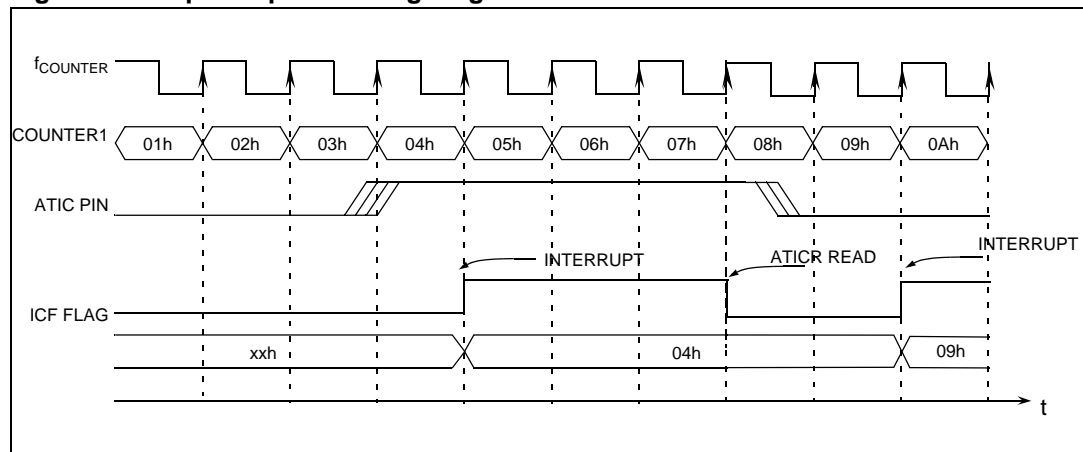 fCOUNTER
COUNTER1 01h 02h 03h 04h 05h 06h 07h 08h 09h 0Ah
ATIC PIN
INTERRUPT ATICR READ INTERRUPT
ICF FLAG
xxh 04h 09h
t